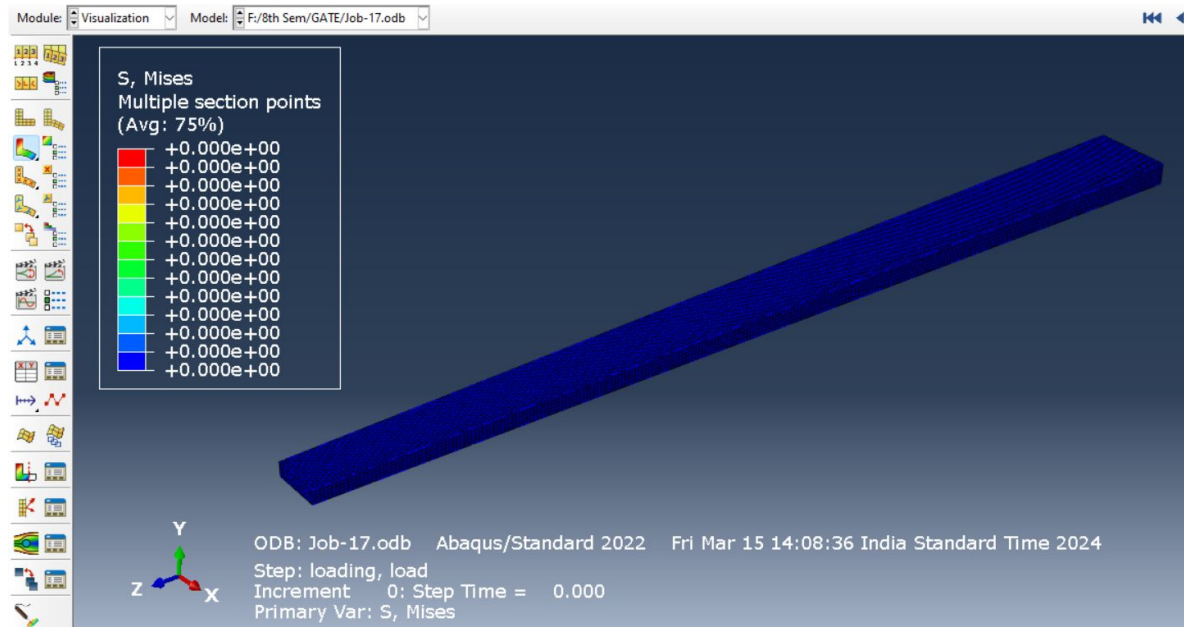 Module: Visualization Model: F:/8th Sem/GATE/Job-17.odb
S, Mises
Multiple section points
(Avg: 75%)
+0.000e+00
+0.000e+00
+0.000e+00
+0.000e+00
+0.000e+00
+0.000e+00
+0.000e+00
+0.000e+00
+0.000e+00
+0.000e+00
+0.000e+00
+0.000e+00
+0.000e+00
Y
Z
X
ODB: Job-17.odb Abaqus/Standard 2022 Fri Mar 15 14:08:36 India Standard Time 2024
Step: loading, load
Increment 0: Step Time = 0.000
Primary Var: S, Mises